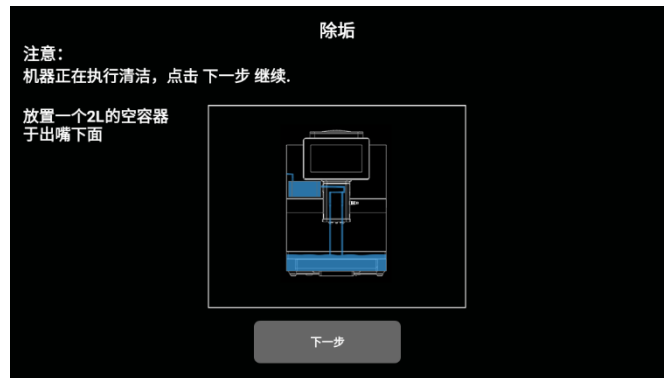 除垢
注意：
机器正在执行清洁，点击 下一步 继续.
放置一个2L的空容器
于出嘴下面
下一步